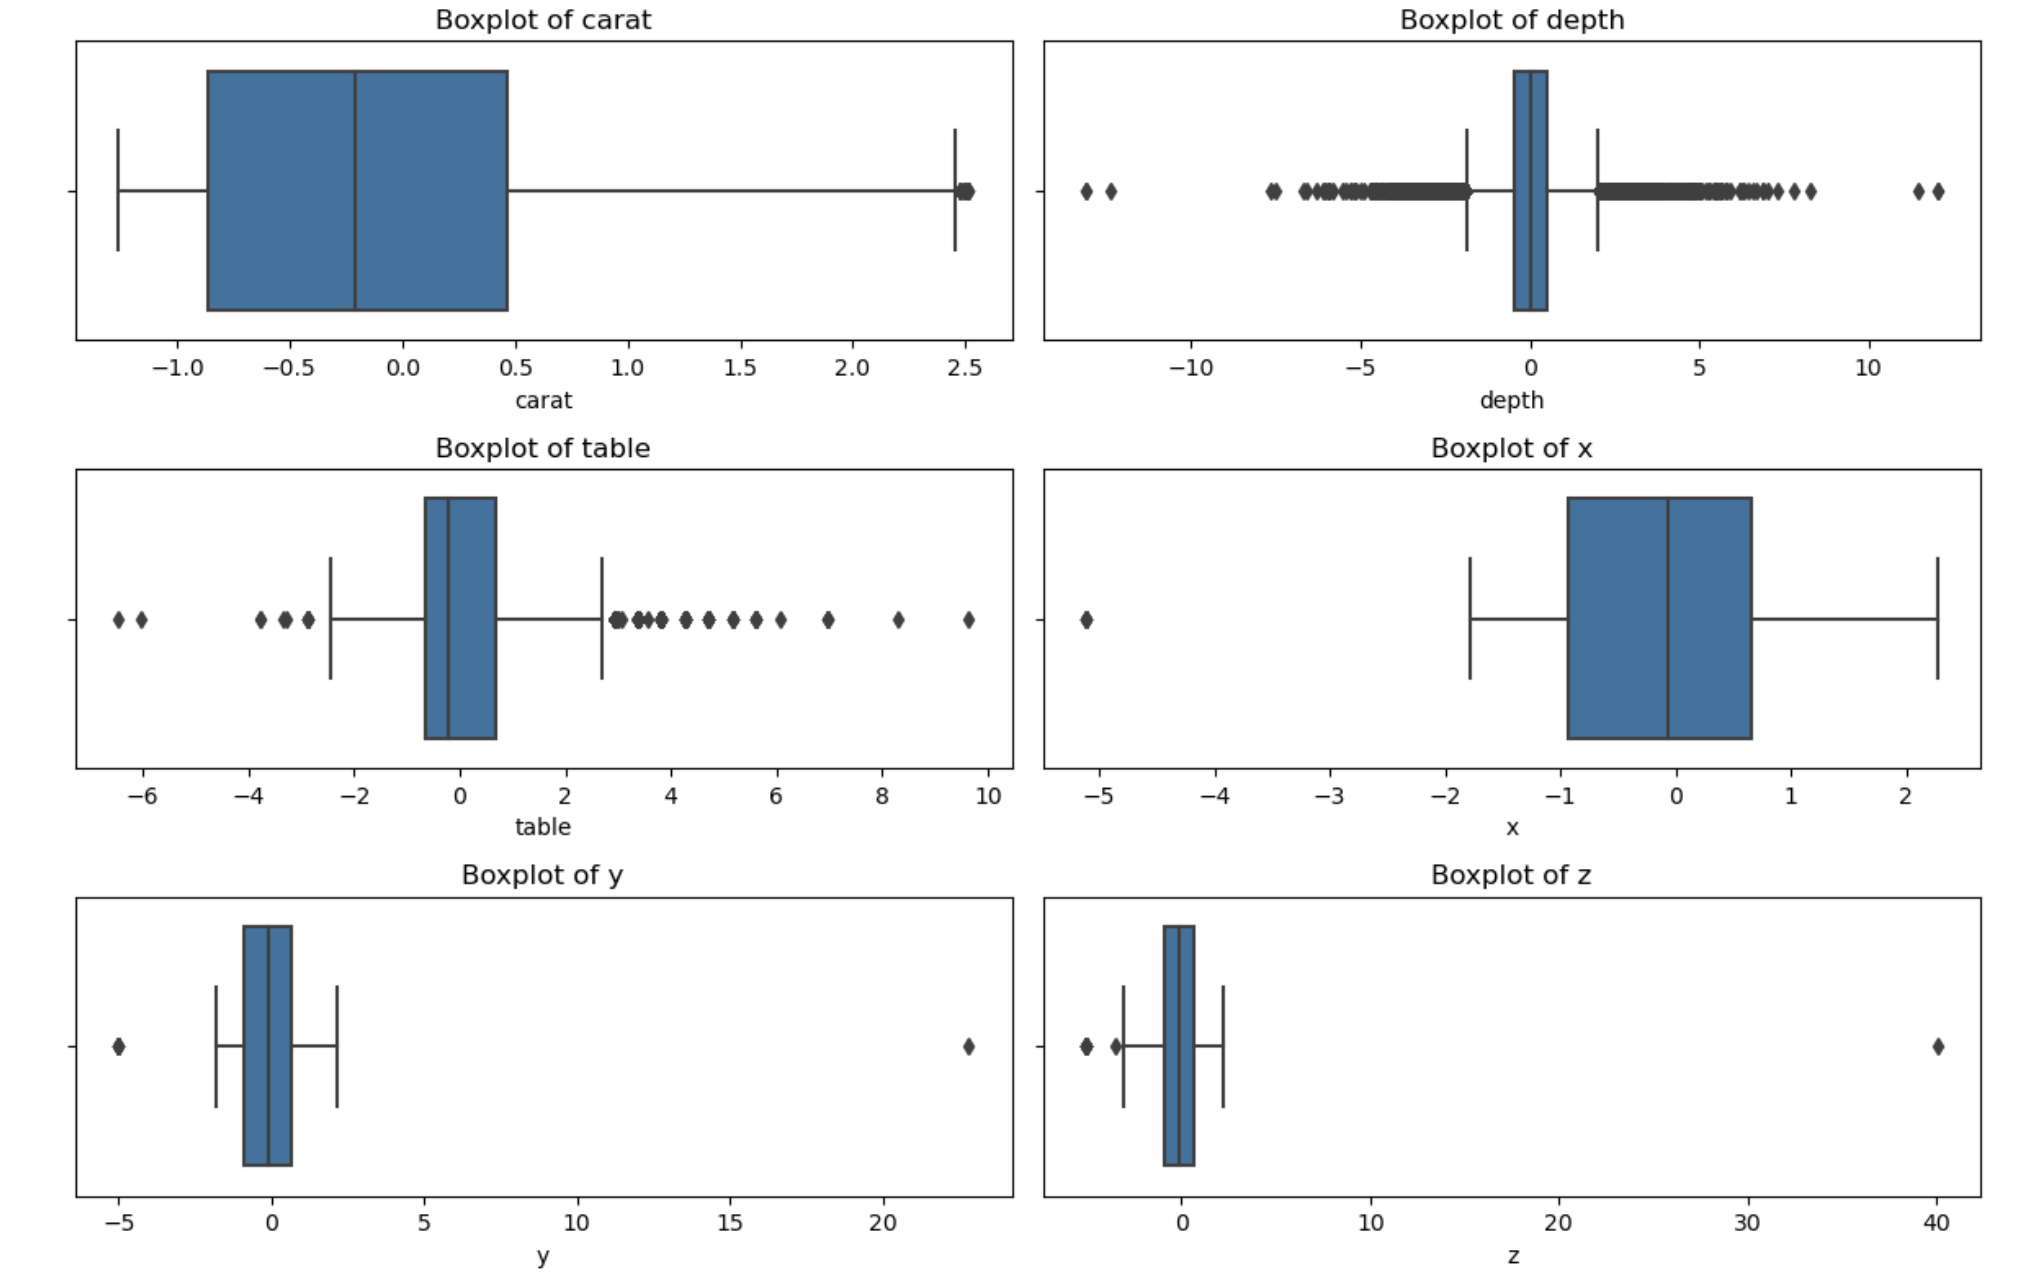 Boxplot of carat
−1.0 −0.5 0.0 0.5 1.0 1.5 2.0 2.5
carat
Boxplot of depth
−10 −5 0 5 10
depth
Boxplot of table
−6 −4 −2 0 2 4 6 8 10
table
Boxplot of x
−5 −4 −3 −2 −1 0 1 2
x
Boxplot of y
−5 0 5 10 15 20
y
Boxplot of z
0 10 20 30 40
z